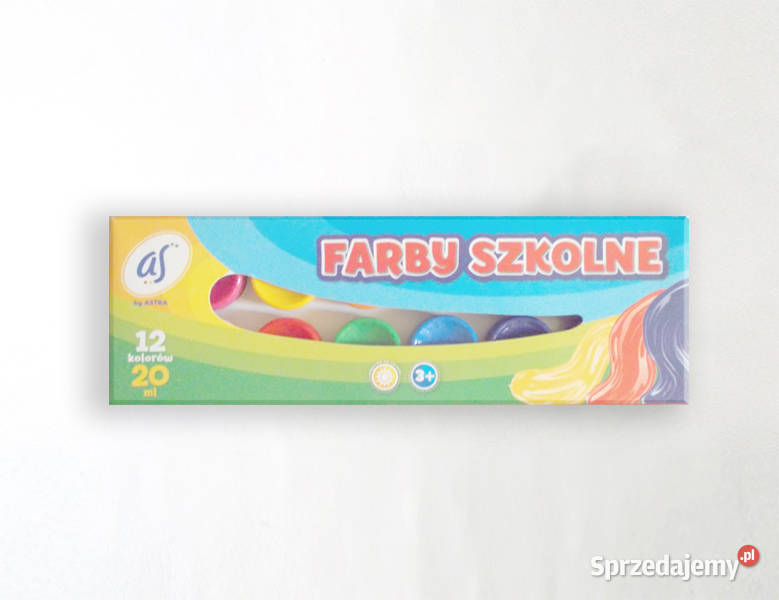 aS
by ASTRA
FARBY SZKOLNE
12
kolorów
20
ml
3+
Sprzedajemy.pl